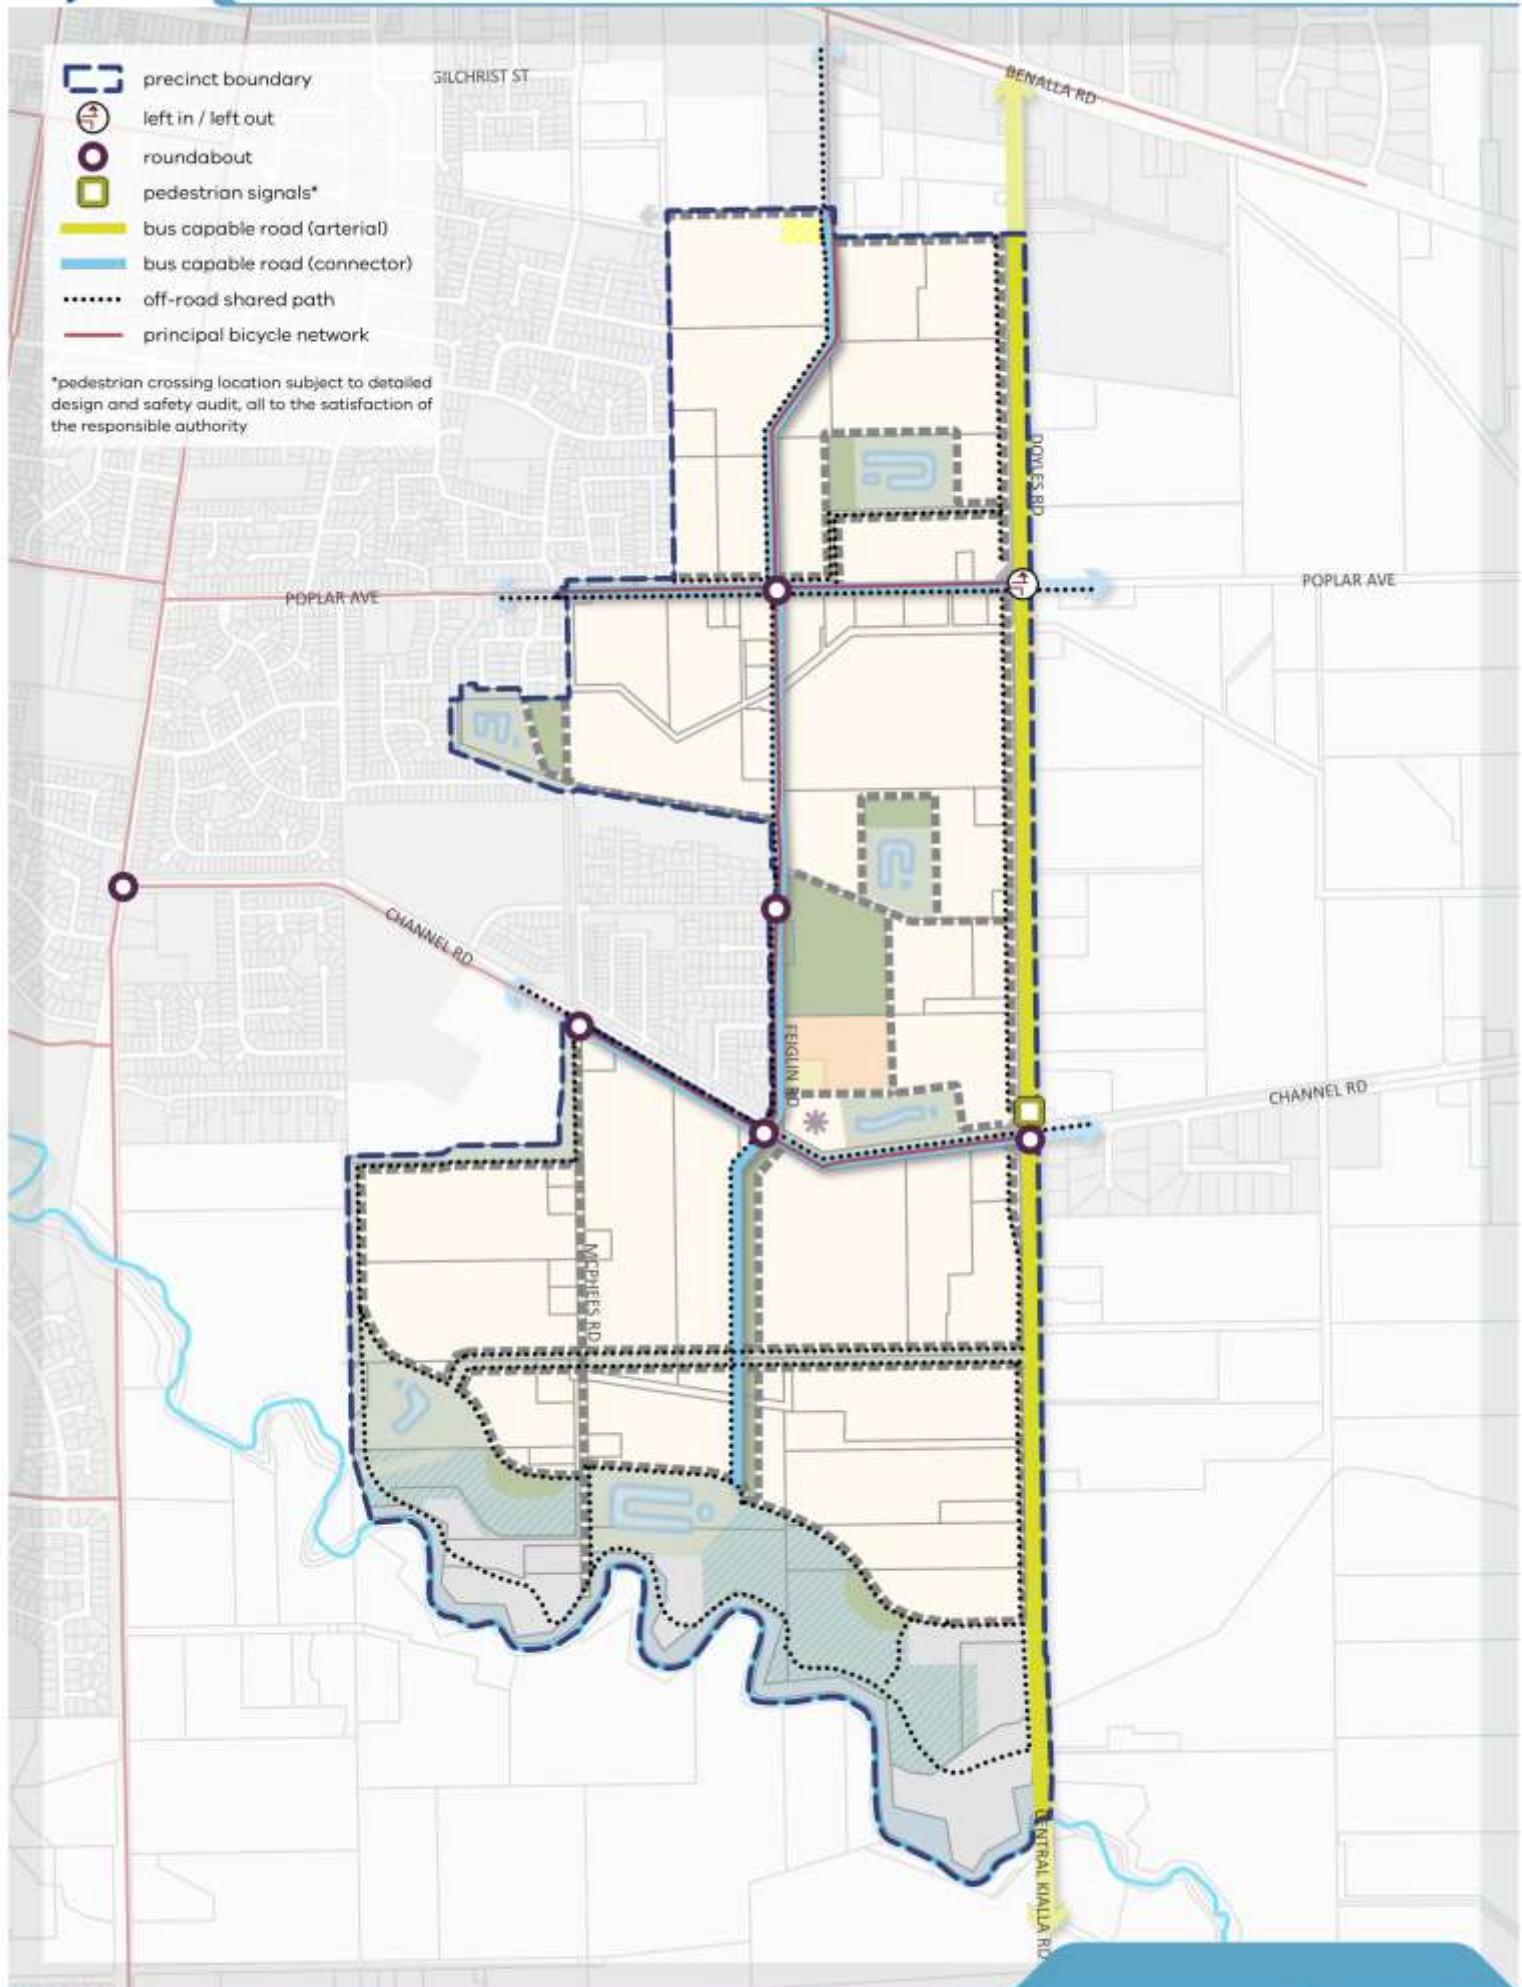 precinct boundary
left in / left out
roundabout
pedestrian signals*
bus capable road (arterial)
bus capable road (connector)
off-road shared path
principal bicycle network
*pedestrian crossing location subject to detailed
design and safety audit, all to the satisfaction of
the responsible authority
GILCHRIST ST
BENALLA RD
DOYLES RD
POPLAR AVE
POPLAR AVE
CHANNEL RD
FEIGLIN RD
CHANNEL RD
MCPHEES RD
CENTRAL KIALLA RD